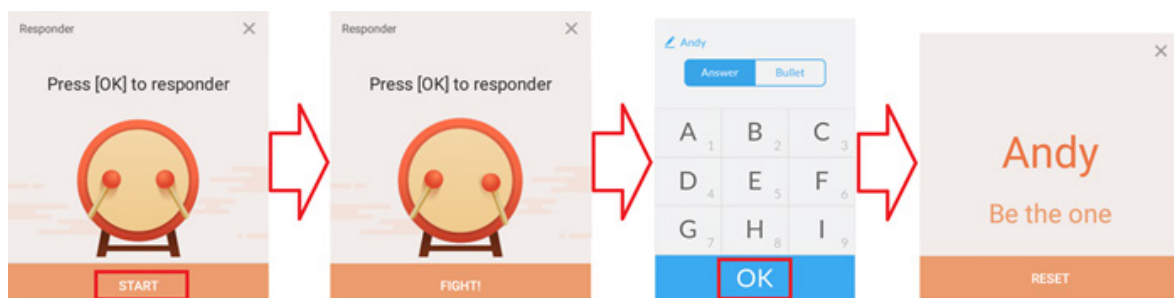 Responder
Press [OK] to responder
START
Responder
Press [OK] to responder
FIGHT!
Andy
Answer Bullet
A 1 B 2 C 3
D 4 E 5 F 6
G 7 H 8 I 9
OK
Andy
Be the one
RESET